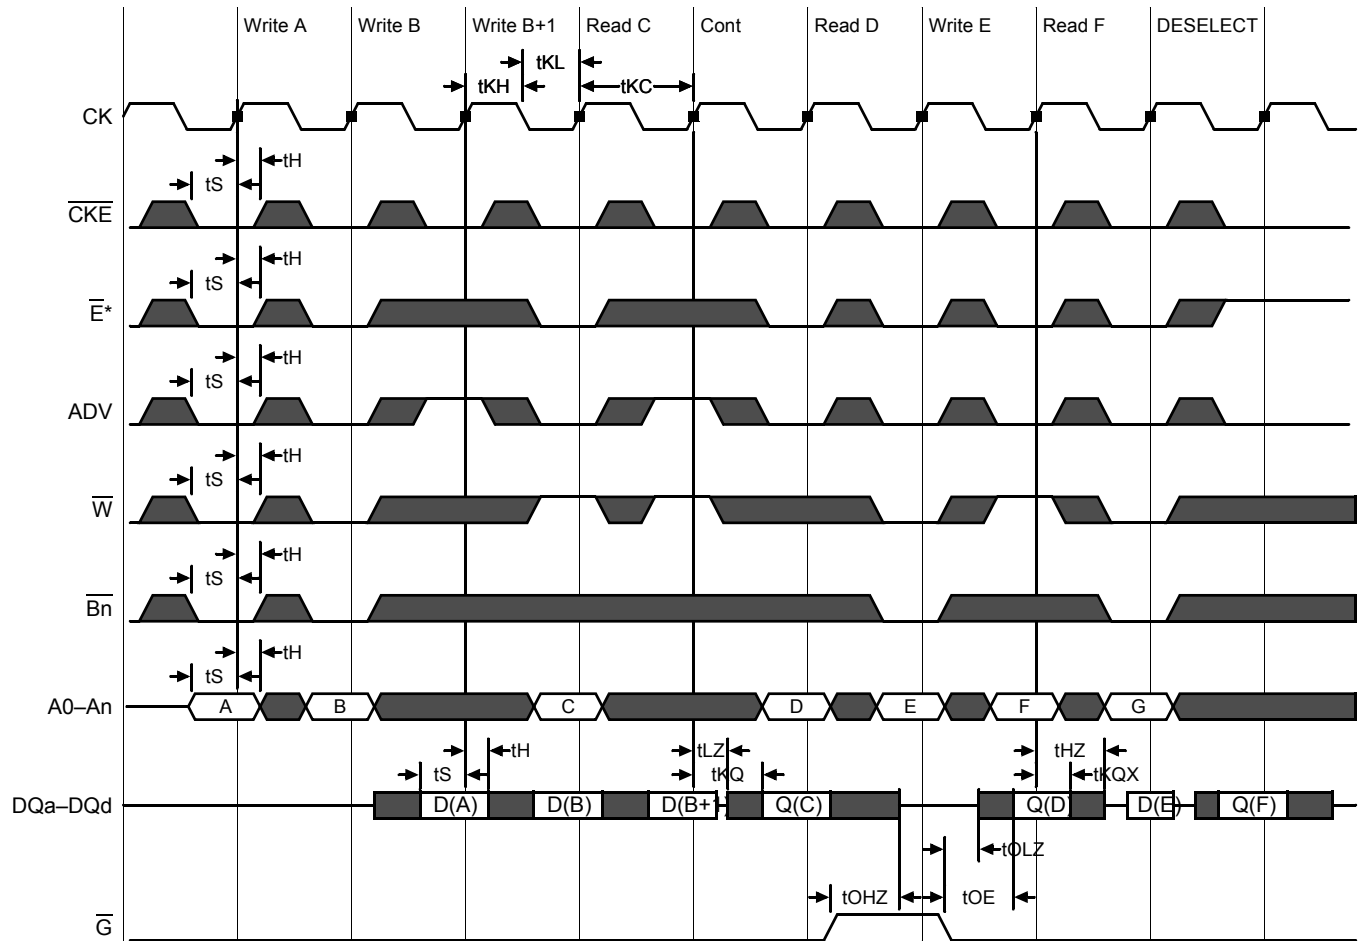 Write A Write B Write B+1 Read C Cont Read D Write E Read F DESELECT
tKL
tKH tKC
CK
tH
tS
CKE
tH
tS
E*
tH
tS
ADV
tH
tS
W
tH
tS
Bn
tH
tS
A0–An A B C D E F G
tH tLZ tHZ
tS tKQ tKQX
DQa–DQd D(A) D(B) D(B+1) Q(C) Q(D) D(E) Q(F)
tOLZ
tOHZ tOE
G